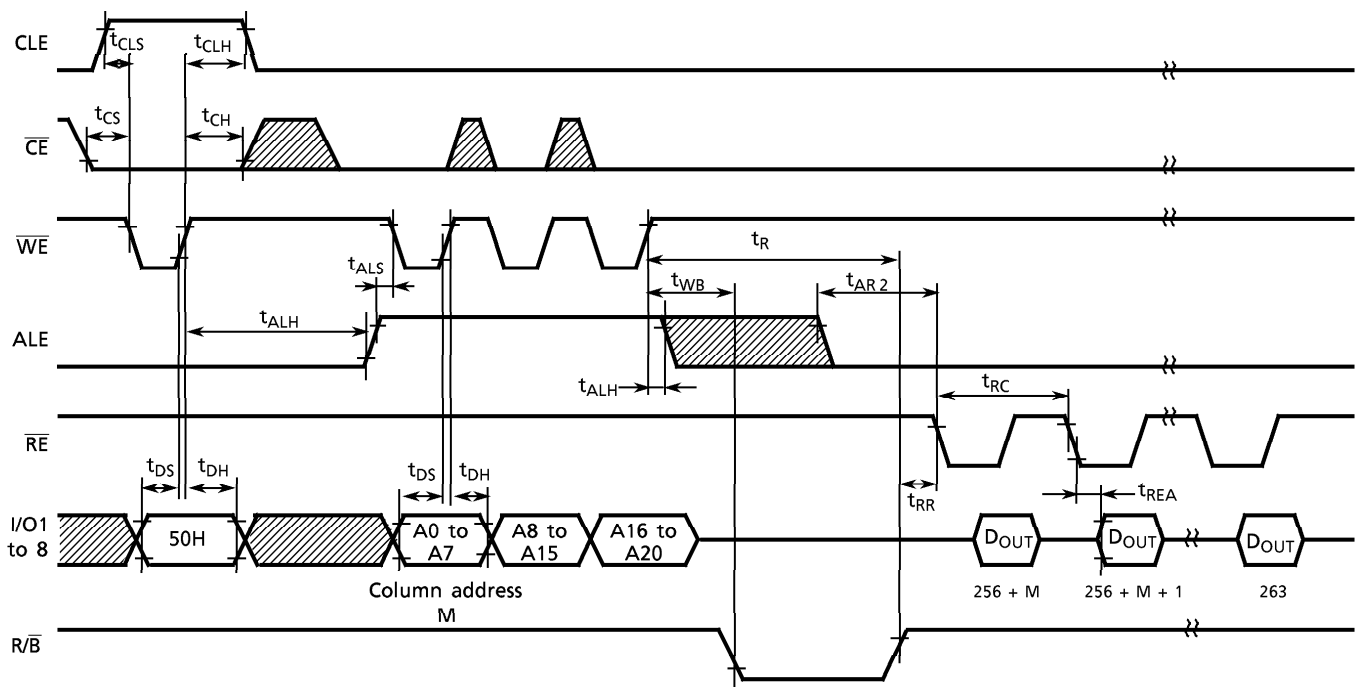 CLE
tCLS
tCLH
CE
tCS
tCH
WE
tR
tALS
tWB
tAR 2
ALE
tALH
tALH
tRC
RE
tDS
tDH
tDS
tDH
tRR
tREA
I/O1
to 8
50H
A0 to
A7
A8 to
A15
A16 to
A20
DOUT
DOUT
DOUT
Column address
M
256 + M
256 + M + 1
263
R/B